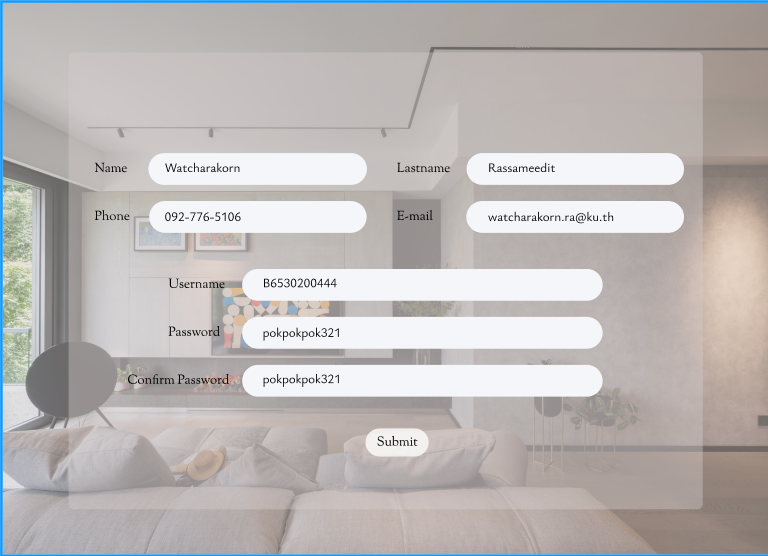 Name Watcharakorn Lastname Rassameedit
Phone 092-776-5106 E-mail watcharakorn.ra@ku.th
Username B6530200444
Password pokpokpok321
Confirm Password pokpokpok321
Submit